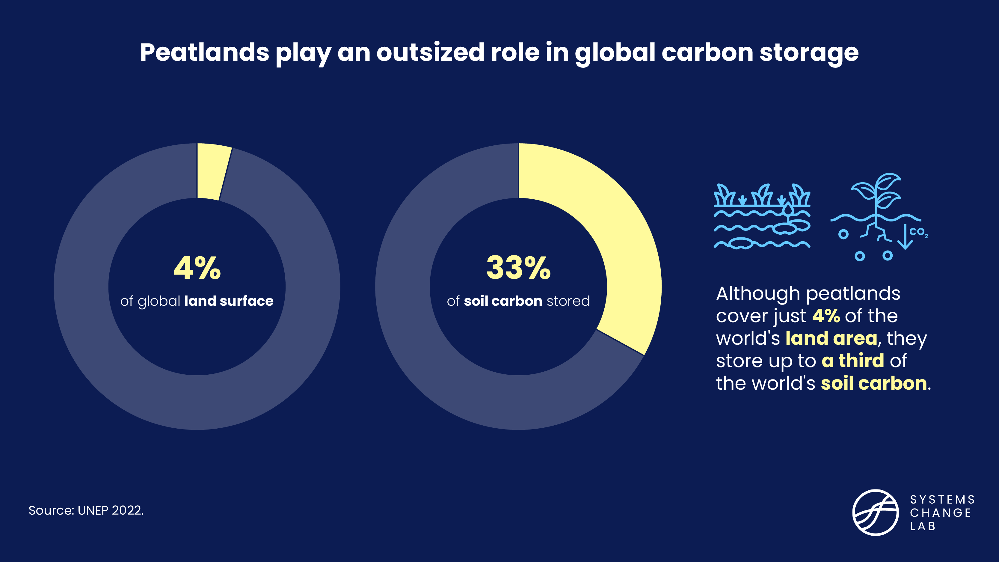 Peatlands play an outsized role in global carbon storage
4%
of global land surface
33%
of soil carbon stored
CO₂
Although peatlands
cover just 4% of the
world's land area, they
store up to a third of
the world's soil carbon.
Source: UNEP 2022.
SYSTEMS
CHANGE
LAB